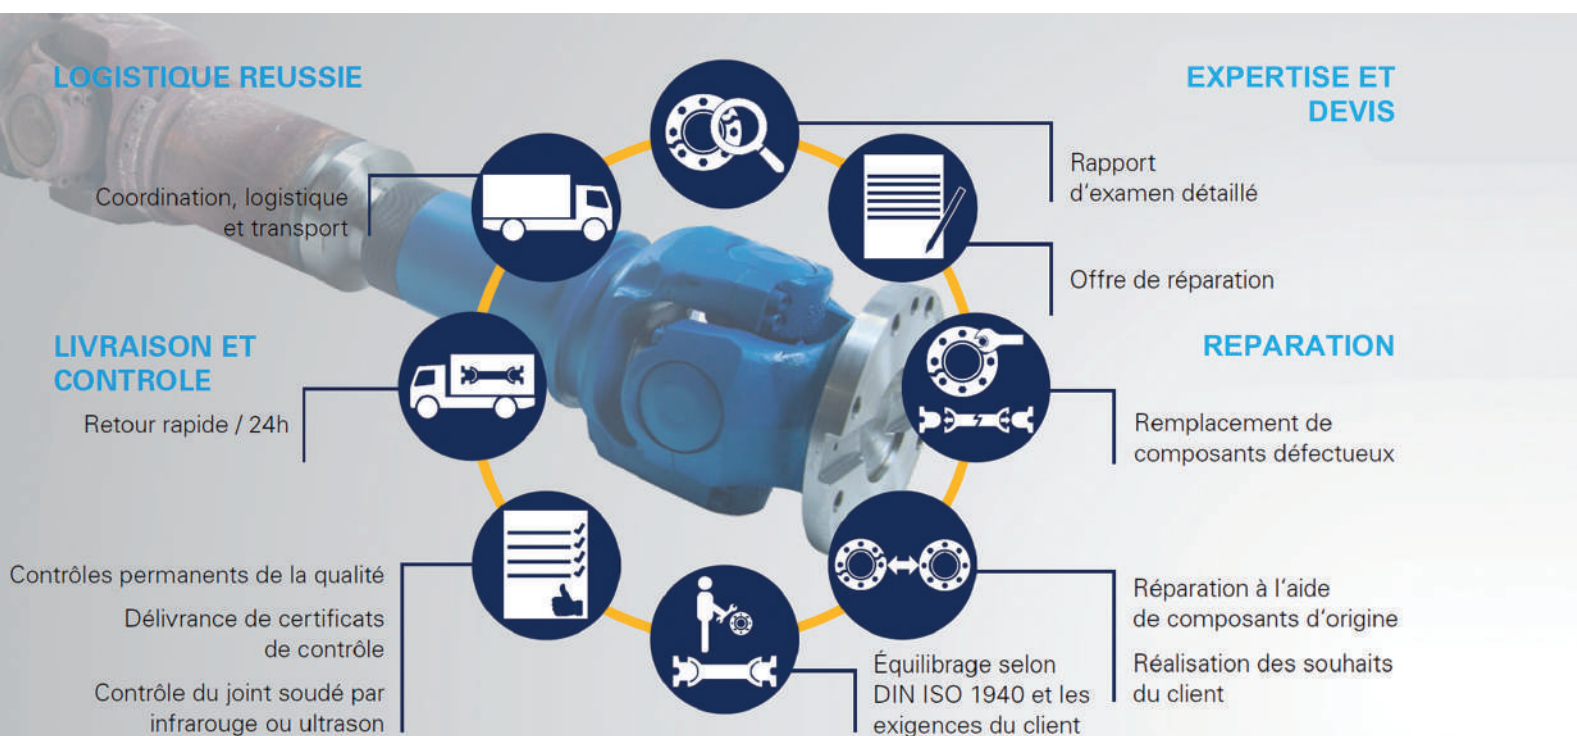 LOGISTIQUE REUSSIE
Coordination, logistique
et transport
EXPERTISE ET
DEVIS
Rapport
d‘examen détaillé
Offre de réparation
REPARATION
Remplacement de
composants défectueux
Réparation à l‘aide
de composants d‘origine
Réalisation des souhaits
du client
Équilibrage selon
DIN ISO 1940 et les
exigences du client
LIVRAISON ET
CONTROLE
Retour rapide / 24h
Contrôles permanents de la qualité
Délivrance de certificats
de contrôle
Contrôle du joint soudé par
infrarouge ou ultrason